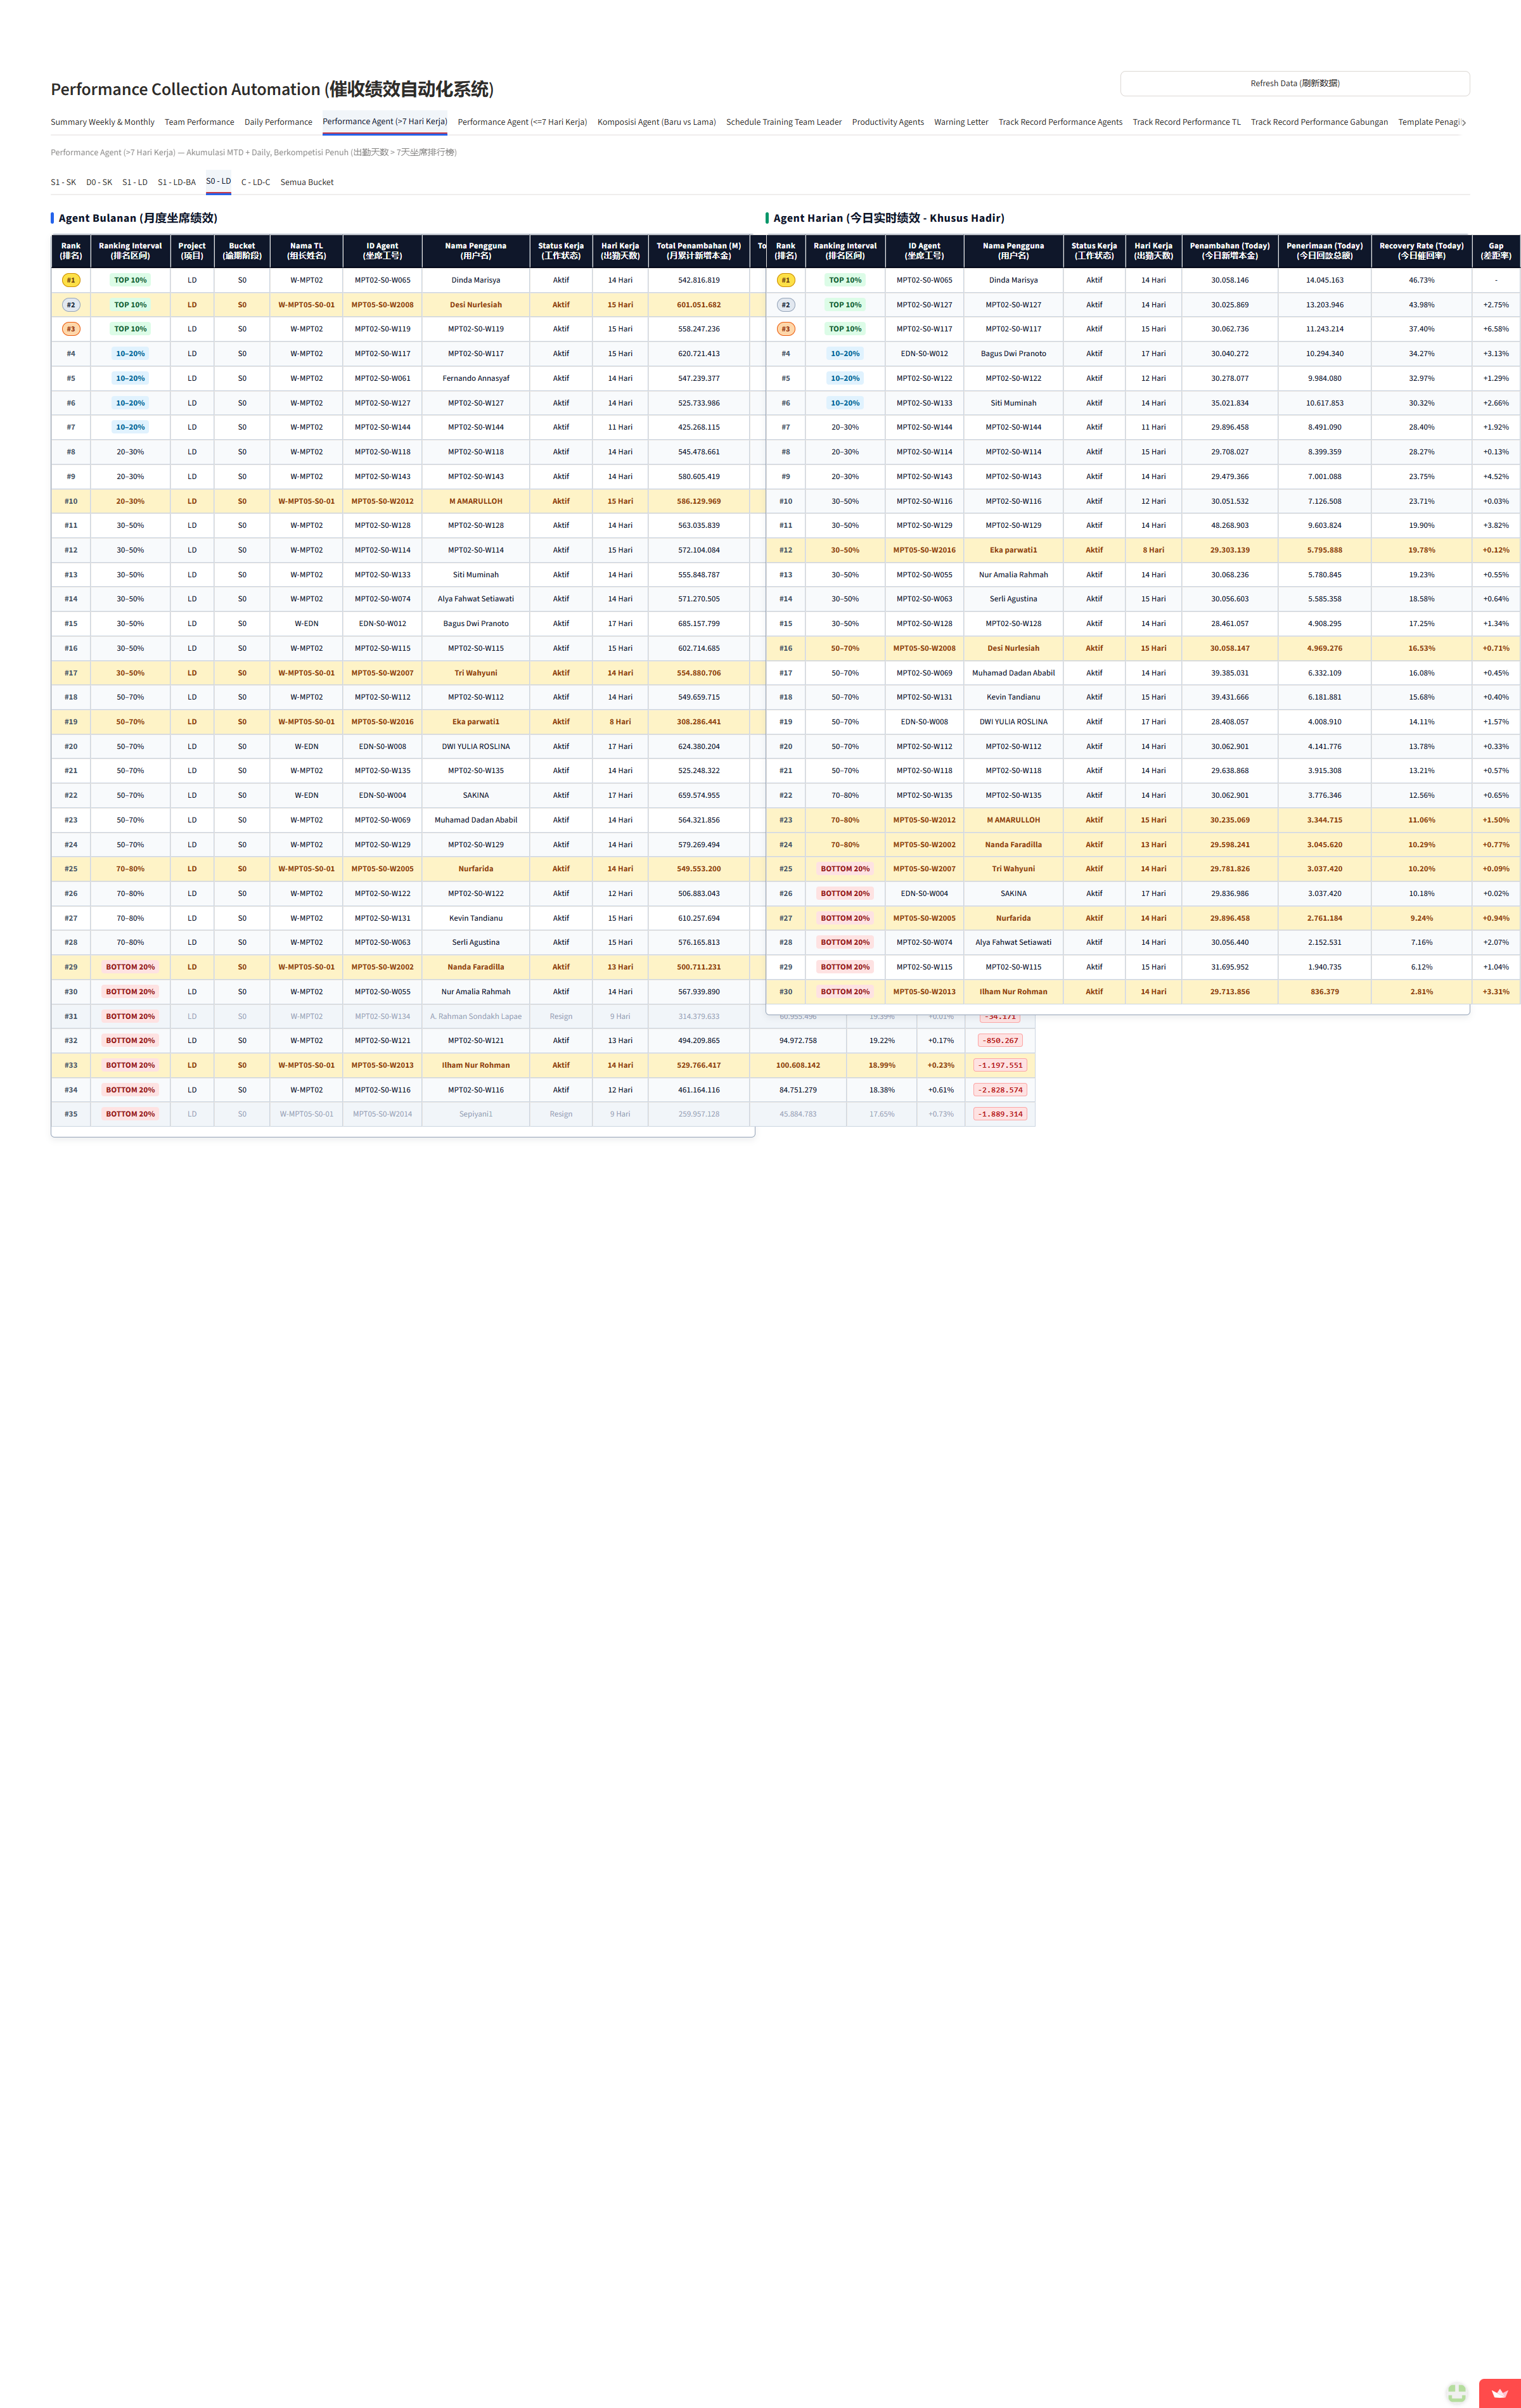 Performance Collection Automation (催收绩效自动化系统)
Refresh Data (刷新数据)
Summary Weekly & Monthly Team Performance Daily Performance Performance Agent (>7 Hari Kerja) Performance Agent (<=7 Hari Kerja) Komposisi Agent (Baru vs Lama) Schedule Training Team Leader Productivity Agents Warning Letter Track Record Performance Agents Track Record Performance TL Track Record Performance Gabungan Template
Performance Agent (>7 Hari Kerja) — Akumulasi MTD + Daily, Berkompetisi Penuh (出勤天数 > 7天坐席排行榜)
S1 - SK D0 - SK S1 - LD S1 - LD-BA S0 - LD C - LD-C Semua Bucket
Agent Bulanan (月度坐席绩效)
Rank Ranking Interval Project Bucket Nama TL ID Agent Nama Pengguna Status Kerja Hari Kerja Total Penambahan (M)
(排名) (排名区间) (项目) (逾期阶段) (组长姓名) (坐席工号) (用户名) (工作状态) (出勤天数) (月累计新增本金)
#1 TOP 10% LD S0 W-MPT02 MPT02-S0-W065 Dinda Marisya Aktif 14 Hari 542.816.819
#2 TOP 10% LD S0 W-MPT05-S0-01 MPT05-S0-W2008 Desi Nurlesiah Aktif 15 Hari 601.051.682
#3 TOP 10% LD S0 W-MPT02 MPT02-S0-W119 MPT02-S0-W119 Aktif 15 Hari 558.247.236
#4 10–20% LD S0 W-MPT02 MPT02-S0-W117 MPT02-S0-W117 Aktif 15 Hari 620.721.413
#5 10–20% LD S0 W-MPT02 MPT02-S0-W061 Fernando Annasyaf Aktif 15 Hari 547.239.377
#6 10–20% LD S0 W-MPT02 MPT02-S0-W127 MPT02-S0-W127 Aktif 14 Hari 525.733.986
#7 10–20% LD S0 W-MPT02 MPT02-S0-W144 MPT02-S0-W144 Aktif 11 Hari 425.268.115
#8 20–30% LD S0 W-MPT02 MPT02-S0-W118 MPT02-S0-W118 Aktif 14 Hari 545.478.661
#9 20–30% LD S0 W-MPT02 MPT02-S0-W143 MPT02-S0-W143 Aktif 14 Hari 580.605.419
#10 20–30% LD S0 W-MPT05-S0-01 MPT05-S0-W2012 M AMARULLOH Aktif 15 Hari 586.129.969
#11 30–50% LD S0 W-MPT02 MPT02-S0-W128 MPT02-S0-W128 Aktif 14 Hari 563.035.839
#12 30–50% LD S0 W-MPT02 MPT02-S0-W114 MPT02-S0-W114 Aktif 15 Hari 572.104.084
#13 30–50% LD S0 W-MPT02 MPT02-S0-W133 Siti Muminah Aktif 14 Hari 555.848.787
#14 30–50% LD S0 W-MPT02 MPT02-S0-W074 Alya Fahwat Setiawati Aktif 14 Hari 571.270.505
#15 30–50% LD S0 W-EDN EDN-S0-W012 Bagus Dwi Pranoto Aktif 17 Hari 685.157.799
#16 30–50% LD S0 W-MPT02 MPT02-S0-W115 MPT02-S0-W115 Aktif 15 Hari 602.714.685
#17 30–50% LD S0 W-MPT05-S0-01 MPT05-S0-W2007 Tri Wahyuni Aktif 14 Hari 554.880.706
#18 50–70% LD S0 W-MPT02 MPT02-S0-W112 MPT02-S0-W112 Aktif 14 Hari 549.659.715
#19 50–70% LD S0 W-MPT05-S0-01 MPT05-S0-W2016 Eka parwati1 Aktif 8 Hari 308.286.441
#20 50–70% LD S0 W-EDN EDN-S0-W008 DWI YULIA ROSLINA Aktif 17 Hari 624.380.204
#21 50–70% LD S0 W-MPT02 MPT02-S0-W135 MPT02-S0-W135 Aktif 14 Hari 525.248.322
#22 50–70% LD S0 W-EDN EDN-S0-W004 SAKINA Aktif 17 Hari 659.574.955
#23 50–70% LD S0 W-MPT02 MPT02-S0-W069 Muhamad Dadan Ababil Aktif 14 Hari 564.321.856
#24 50–70% LD S0 W-MPT02 MPT02-S0-W129 MPT02-S0-W129 Aktif 14 Hari 579.269.494
#25 70–80% LD S0 W-MPT05-S0-01 MPT05-S0-W2005 Nurfarida Aktif 14 Hari 549.553.200
#26 70–80% LD S0 W-MPT02 MPT02-S0-W122 MPT02-S0-W122 Aktif 12 Hari 506.883.043
#27 70–80% LD S0 W-MPT02 MPT02-S0-W131 Kevin Tandianu Aktif 15 Hari 610.257.694
#28 70–80% LD S0 W-MPT02 MPT02-S0-W063 Serli Agustina Aktif 15 Hari 576.165.813
#29 BOTTOM 20% LD S0 W-MPT05-S0-01 MPT05-S0-W2002 Nanda Faradilla Aktif 13 Hari 500.711.231
#30 BOTTOM 20% LD S0 W-MPT02 MPT02-S0-W055 Nur Amalia Rahmah Aktif 14 Hari 567.939.890
#31 BOTTOM 20% LD S0 W-MPT02 MPT02-S0-W134 A. Rahman Sondakh Lapae Resign 9 Hari 314.379.633 60.955.496 19.39% +0.01% -34.171
#32 BOTTOM 20% LD S0 W-MPT02 MPT02-S0-W121 MPT02-S0-W121 Aktif 13 Hari 494.209.865 94.972.758 19.22% +0.17% -850.267
#33 BOTTOM 20% LD S0 W-MPT05-S0-01 MPT05-S0-W2013 Ilham Nur Rohman Aktif 14 Hari 529.766.417 100.608.142 18.99% +0.23% -1.197.551
#34 BOTTOM 20% LD S0 W-MPT02 MPT02-S0-W116 MPT02-S0-W116 Aktif 12 Hari 461.164.116 84.751.279 18.38% +0.61% -2.828.574
#35 BOTTOM 20% LD S0 W-MPT05-S0-01 MPT05-S0-W2014 Sepiyani1 Resign 9 Hari 259.957.128 45.884.783 17.65% +0.73% -1.889.314
Agent Harian (今日实时绩效 - Khusus Hadir)
Rank Ranking Interval ID Agent Nama Pengguna Status Kerja Hari Kerja Penambahan (Today) Penerimaan (Today) Recovery Rate (Today) Gap
(排名) (排名区间) (坐席工号) (用户名) (工作状态) (出勤天数) (今日新增本金) (今日回款总额) (今日催回率) (差距率)
#1 TOP 10% MPT02-S0-W065 Dinda Marisya Aktif 14 Hari 30.058.146 14.045.163 46.73% -
#2 TOP 10% MPT02-S0-W127 MPT02-S0-W127 Aktif 14 Hari 30.025.869 13.203.946 43.98% +2.75%
#3 TOP 10% MPT02-S0-W117 MPT02-S0-W117 Aktif 15 Hari 30.062.736 11.243.214 37.40% +6.58%
#4 10–20% EDN-S0-W012 Bagus Dwi Pranoto Aktif 17 Hari 30.040.272 10.294.340 34.27% +3.13%
#5 10–20% MPT02-S0-W122 MPT02-S0-W122 Aktif 12 Hari 30.278.077 9.984.080 32.97% +1.29%
#6 10–20% MPT02-S0-W133 Siti Muminah Aktif 14 Hari 35.021.834 10.617.853 30.32% +2.66%
#7 20–30% MPT02-S0-W144 MPT02-S0-W144 Aktif 11 Hari 29.896.458 8.491.090 28.40% +1.92%
#8 20–30% MPT02-S0-W114 MPT02-S0-W114 Aktif 15 Hari 29.708.027 8.399.359 28.27% +0.13%
#9 20–30% MPT02-S0-W143 MPT02-S0-W143 Aktif 14 Hari 29.479.366 7.001.088 23.75% +4.52%
#10 30–50% MPT02-S0-W116 MPT02-S0-W116 Aktif 12 Hari 30.051.532 7.126.508 23.71% +0.03%
#11 30–50% MPT02-S0-W129 MPT02-S0-W129 Aktif 14 Hari 48.268.903 9.603.824 19.90% +3.82%
#12 30–50% MPT05-S0-W2016 Eka parwati1 Aktif 8 Hari 29.303.139 5.795.888 19.78% +0.12%
#13 30–50% MPT02-S0-W055 Nur Amalia Rahmah Aktif 14 Hari 30.068.236 5.780.845 19.23% +0.55%
#14 30–50% MPT02-S0-W063 Serli Agustina Aktif 15 Hari 30.056.603 5.585.358 18.58% +0.64%
#15 30–50% MPT02-S0-W128 MPT02-S0-W128 Aktif 14 Hari 28.461.057 4.908.295 17.25% +1.34%
#16 50–70% MPT05-S0-W2008 Desi Nurlesiah Aktif 15 Hari 30.058.147 4.969.276 16.53% +0.71%
#17 50–70% MPT02-S0-W069 Muhamad Dadan Ababil Aktif 14 Hari 39.385.031 6.332.109 16.08% +0.45%
#18 50–70% MPT02-S0-W131 Kevin Tandianu Aktif 15 Hari 39.431.666 6.181.881 15.68% +0.40%
#19 50–70% EDN-S0-W008 DWI YULIA ROSLINA Aktif 17 Hari 28.408.057 4.008.910 14.11% +1.57%
#20 50–70% MPT02-S0-W112 MPT02-S0-W112 Aktif 14 Hari 30.062.901 4.141.776 13.78% +0.33%
#21 50–70% MPT02-S0-W118 MPT02-S0-W118 Aktif 14 Hari 29.638.868 3.915.308 13.21% +0.57%
#22 70–80% MPT02-S0-W135 MPT02-S0-W135 Aktif 14 Hari 30.062.901 3.776.346 12.56% +0.65%
#23 70–80% MPT05-S0-W2012 M AMARULLOH Aktif 15 Hari 30.235.069 3.344.715 11.06% +1.50%
#24 70–80% MPT05-S0-W2002 Nanda Faradilla Aktif 13 Hari 29.598.241 3.045.620 10.29% +0.77%
#25 BOTTOM 20% MPT05-S0-W2007 Tri Wahyuni Aktif 14 Hari 29.781.826 3.037.420 10.20% +0.09%
#26 BOTTOM 20% EDN-S0-W004 SAKINA Aktif 17 Hari 29.836.986 3.037.420 10.18% +0.02%
#27 BOTTOM 20% MPT05-S0-W2005 Nurfarida Aktif 14 Hari 29.896.458 2.761.184 9.24% +0.94%
#28 BOTTOM 20% MPT02-S0-W074 Alya Fahwat Setiawati Aktif 14 Hari 30.056.440 2.152.531 7.16% +2.07%
#29 BOTTOM 20% MPT02-S0-W115 MPT02-S0-W115 Aktif 15 Hari 31.695.952 1.940.735 6.12% +1.04%
#30 BOTTOM 20% MPT05-S0-W2013 Ilham Nur Rohman Aktif 14 Hari 29.713.856 836.379 2.81% +3.31%